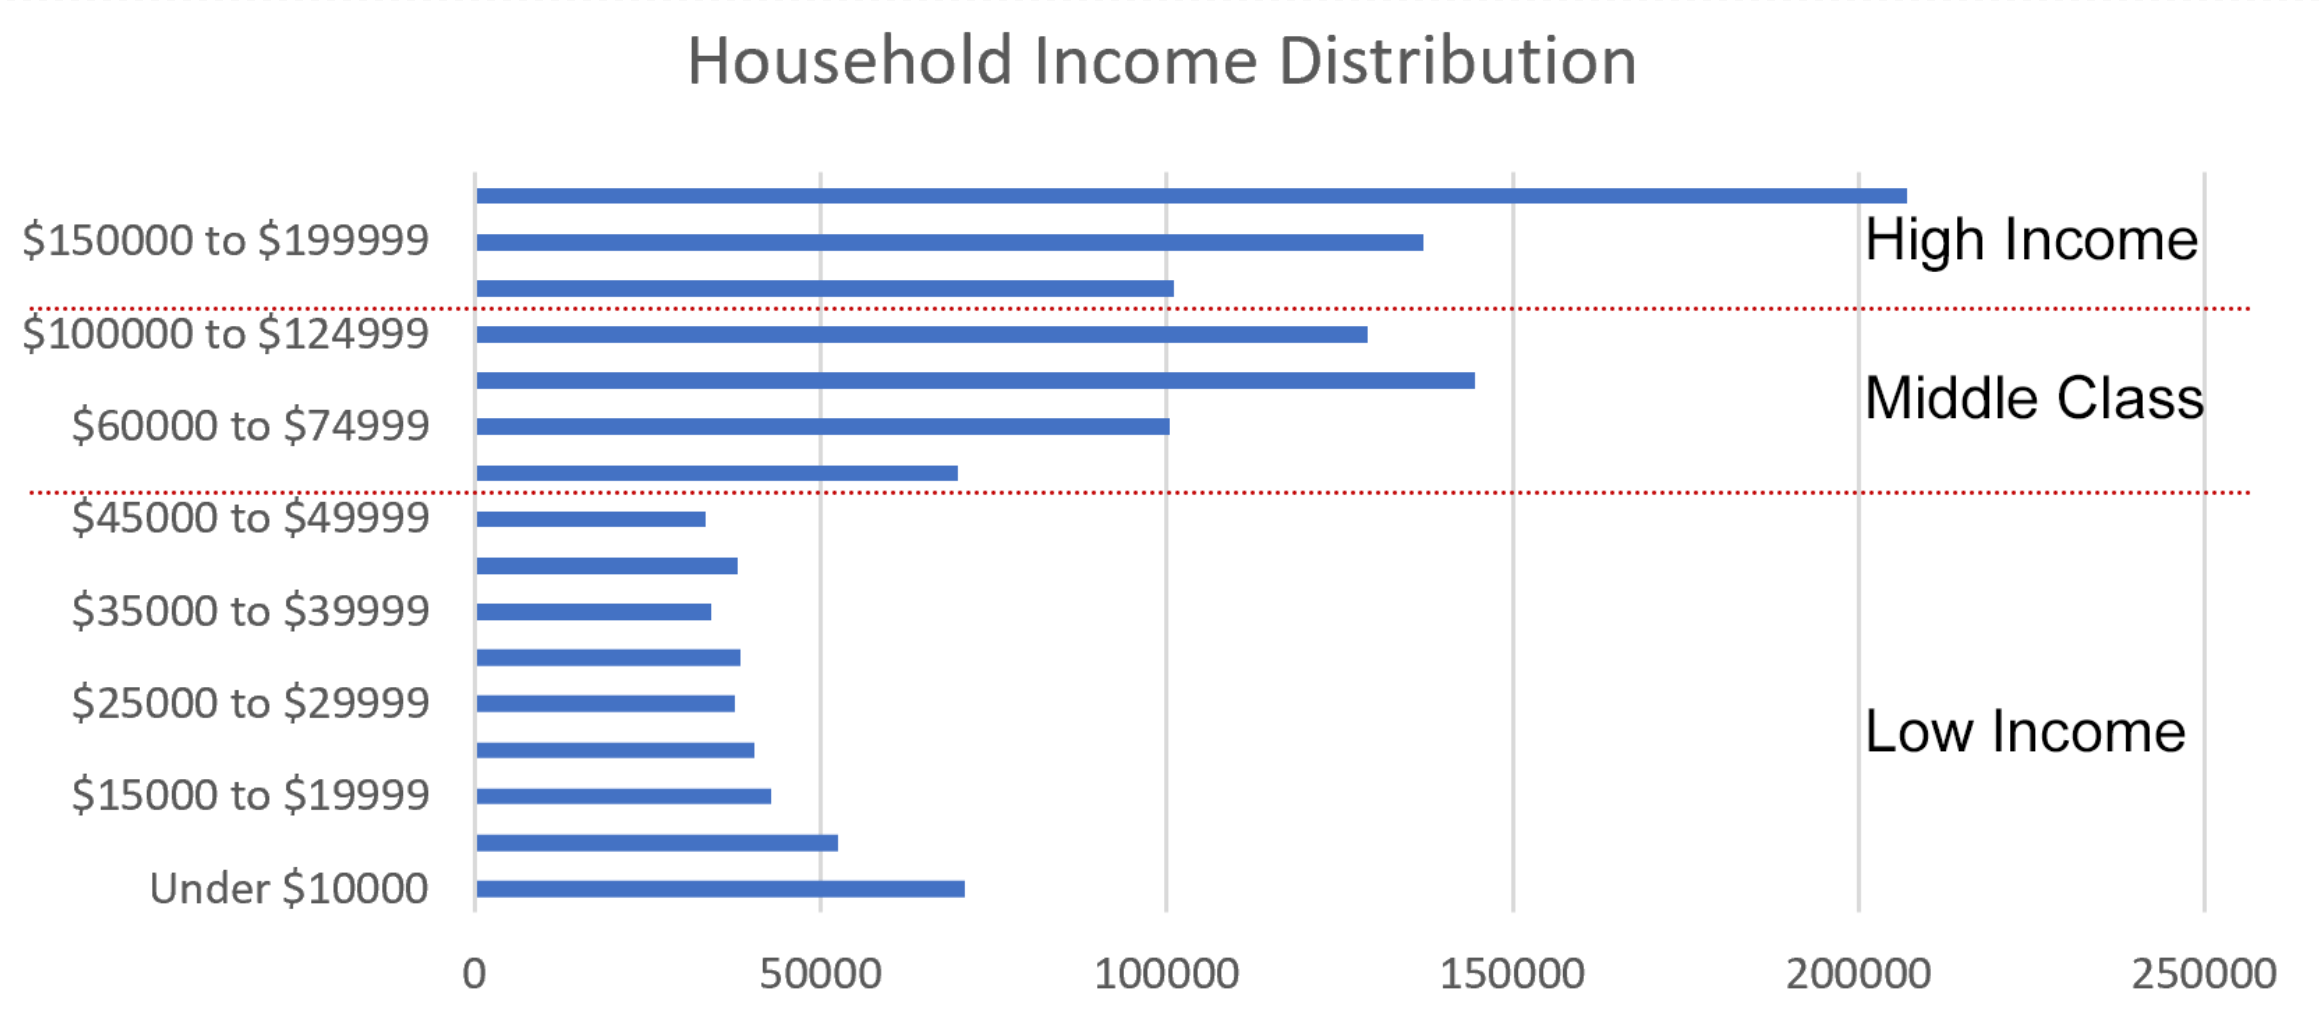 Household Income Distribution
$150000 to $199999
High Income
$100000 to $124999
Middle Class
$60000 to $74999
$45000 to $49999
$35000 to $39999
$25000 to $29999
Low Income
$15000 to $19999
Under $10000
0 50000 100000 150000 200000 250000